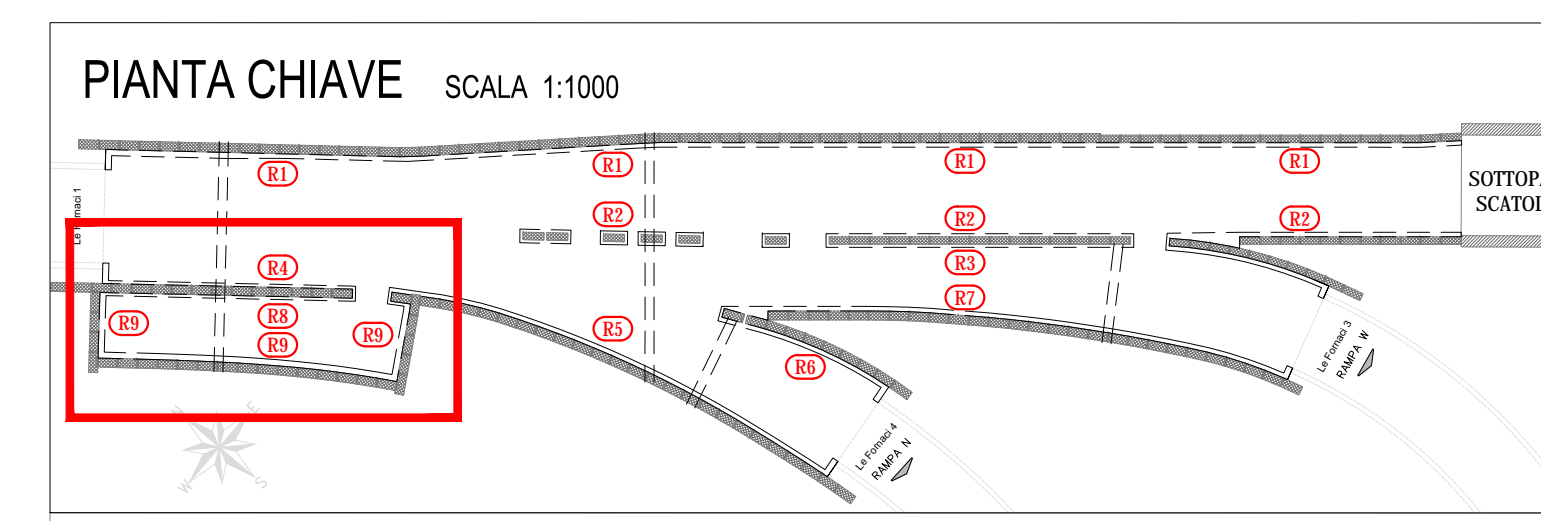 PIANTA CHIAVE SCALA 1:1000
R1 R1 R1 R1
SOTTOPA
SCATOL
Le Fornaci 1
R2 R2 R2
R4 R3
R9 R8 R9 R5 R7
R9 R6
Le Fornaci 3
RAMPA W
Le Fornaci 4
RAMPA N
N E
W S